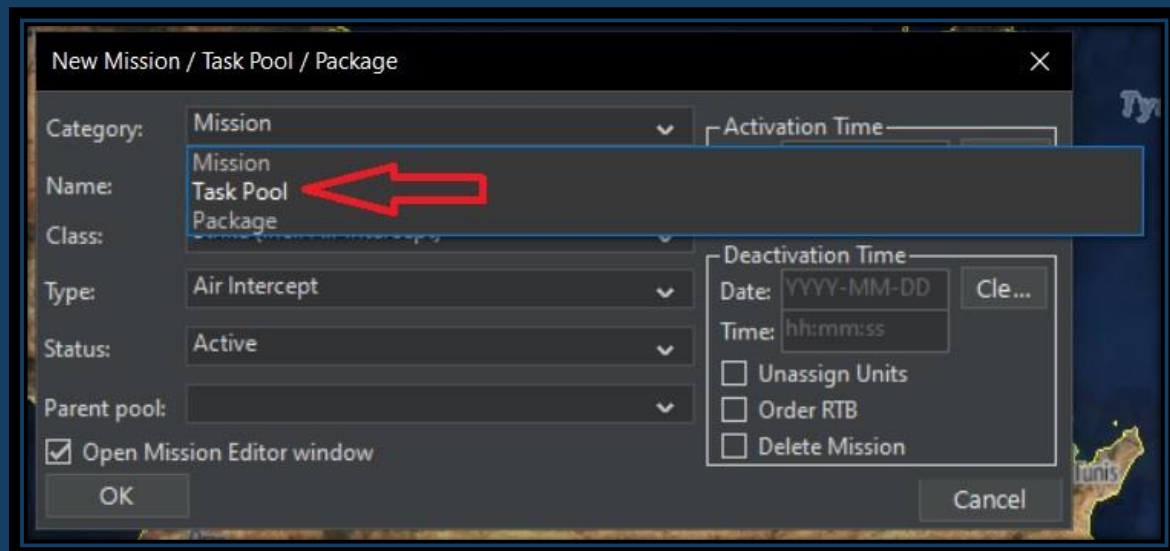 New Mission / Task Pool / Package
Category:
Mission
Activation Time
Mission
Name:
Task Pool
Package
Class:
Deactivation Time
Type:
Air Intercept
Date:
YYYY-MM-DD
Cle...
Time:
hh:mm:ss
Status:
Active
Unassign Units
Parent pool:
Order RTB
Open Mission Editor window
Delete Mission
OK
Cancel
Tunis